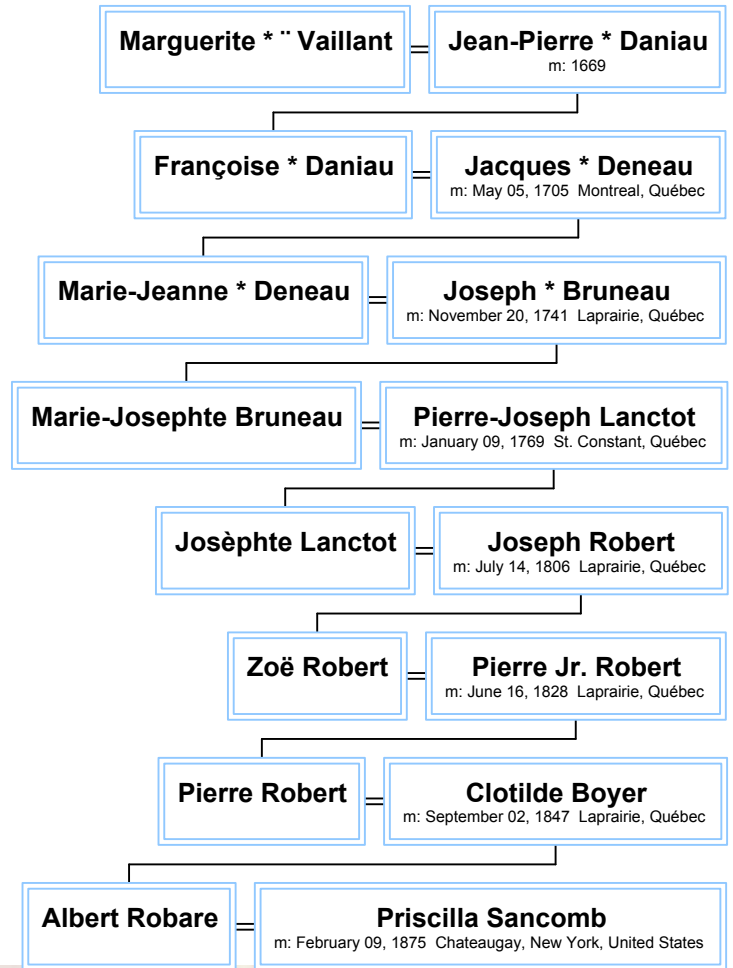 Marguerite * ¨ Vaillant
Jean-Pierre * Daniau
m: 1669
Françoise * Daniau
Jacques * Deneau
m: May 05, 1705  Montreal, Québec
Marie-Jeanne * Deneau
Joseph * Bruneau
m: November 20, 1741  Laprairie, Québec
Marie-Josephte Bruneau
Pierre-Joseph Lanctot
m: January 09, 1769  St. Constant, Québec
Josèphte Lanctot
Joseph Robert
m: July 14, 1806  Laprairie, Québec
Zoë Robert
Pierre Jr. Robert
m: June 16, 1828  Laprairie, Québec
Pierre Robert
Clotilde Boyer
m: September 02, 1847  Laprairie, Québec
Albert Robare
Priscilla Sancomb
m: February 09, 1875  Chateaugay, New York, United States